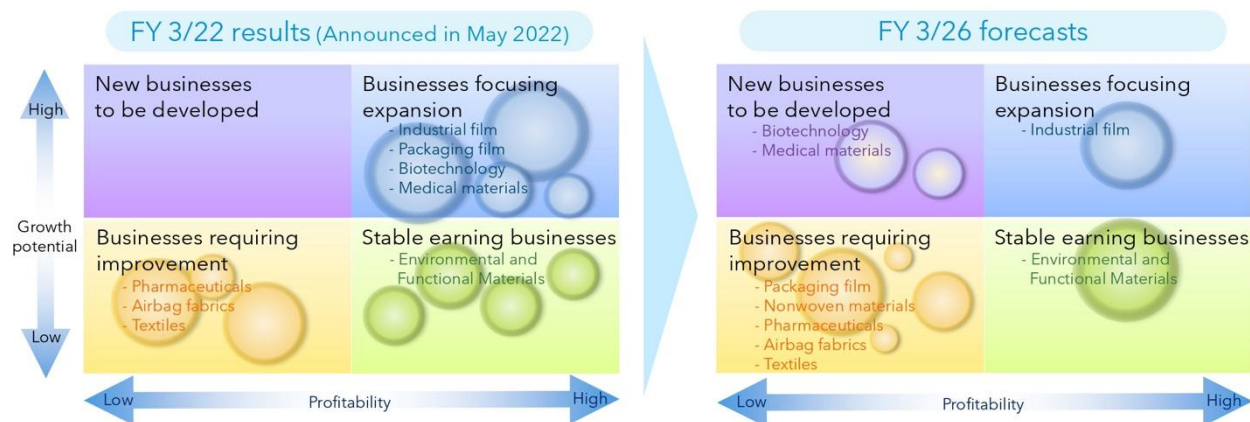 FY 3/22 results (Announced in May 2022)
High
Growth
potential
Low
New businesses
to be developed
Businesses focusing
expansion
- Industrial film
- Packaging film
- Biotechnology
- Medical materials
Businesses requiring
improvement
- Pharmaceuticals
- Airbag fabrics
- Textiles
Stable earning businesses
- Environmental and
Functional Materials
Low
Profitability
High
FY 3/26 forecasts
New businesses
to be developed
- Biotechnology
- Medical materials
Businesses focusing
expansion
- Industrial film
Businesses requiring
improvement
- Packaging film
- Nonwoven materials
- Pharmaceuticals
- Airbag fabrics
- Textiles
Stable earning businesses
- Environmental and
Functional Materials
Low
Profitability
High